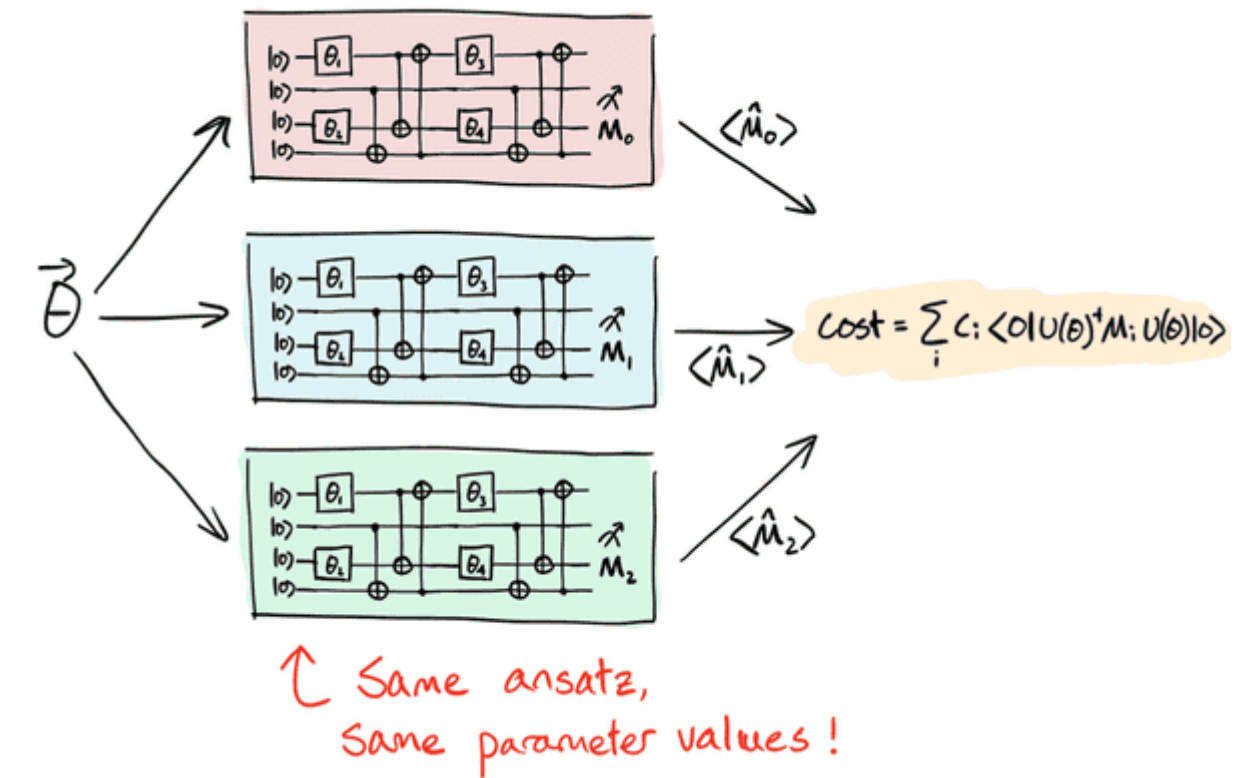 |0⟩ θ₁ θ₃
|0⟩
|0⟩ θ₂ θ₄ M₀
|0⟩
⟨M̂₀⟩
θ⃗
|0⟩ θ₁ θ₃
|0⟩
|0⟩ θ₂ θ₄ M₁
|0⟩
⟨M̂₁⟩
Cost = ∑ᵢ Cᵢ ⟨0|U(θ)†Mᵢ U(θ)|0⟩
|0⟩ θ₁ θ₃
|0⟩
|0⟩ θ₂ θ₄ M₂
|0⟩
⟨M̂₂⟩
Same ansatz,
same parameter values!